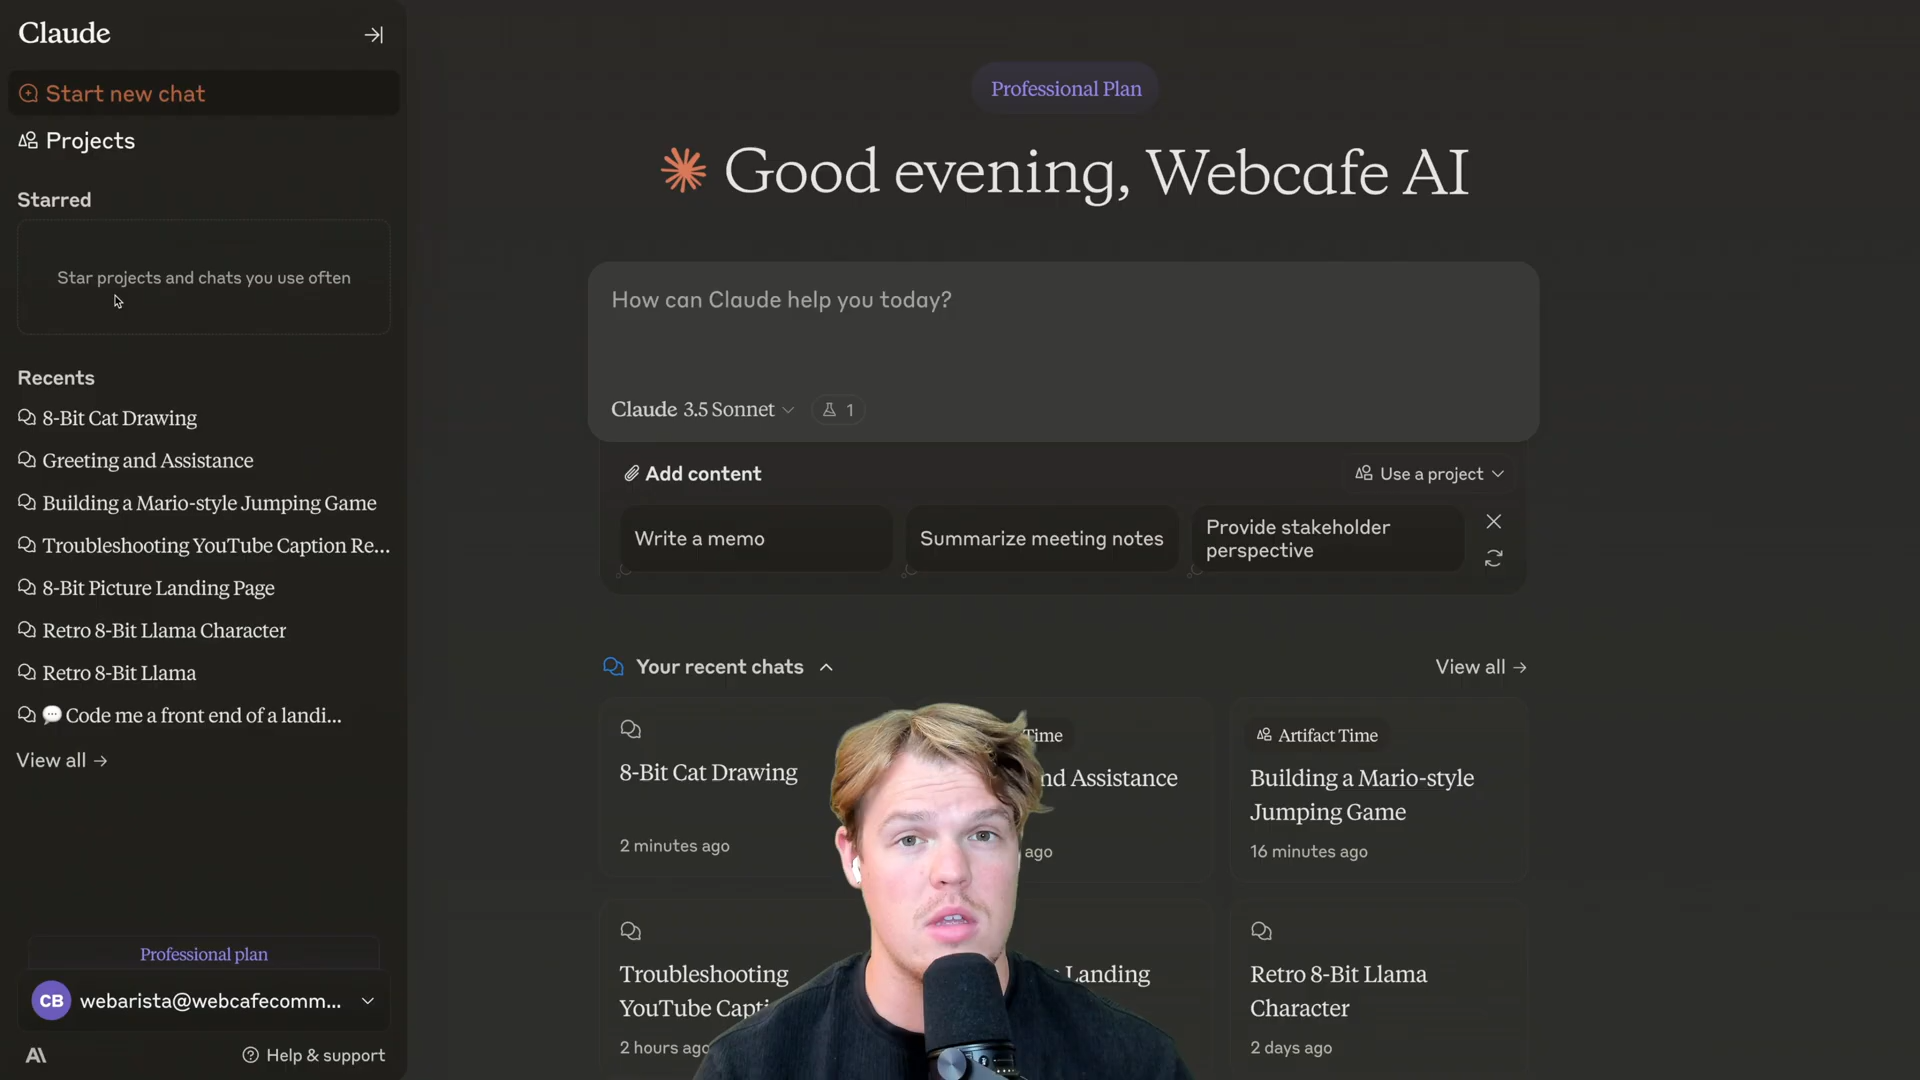 Claude
Start new chat
Projects
Starred
Star projects and chats you use often
Recents
8-Bit Cat Drawing
Greeting and Assistance
Building a Mario-style Jumping Game
Troubleshooting YouTube Caption Re...
8-Bit Picture Landing Page
Retro 8-Bit Llama Character
Retro 8-Bit Llama
💬 Code me a front end of a landi...
View all →
Professional plan
CB webarista@webcafecomm...
Help & support
Professional Plan
Good evening, Webcafe AI
How can Claude help you today?
Claude 3.5 Sonnet 1
Add content Use a project
Write a memo
Summarize meeting notes
Provide stakeholder
perspective
Your recent chats View all →
8-Bit Cat Drawing
2 minutes ago
Time
Assistance
ago
Artifact Time
Building a Mario-style
Jumping Game
16 minutes ago
Troubleshooting
YouTube
2 hours ago
Landing
Retro 8-Bit Llama
Character
2 days ago